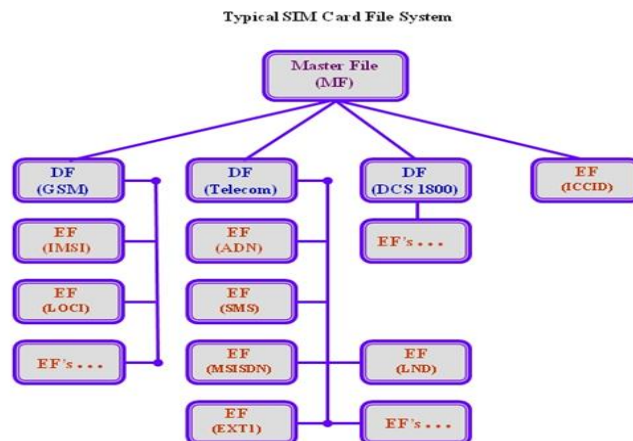 Typical SIM Card File System
Master File
(MF)
DF
(GSM)
DF
(Telecom)
DF
(DCS 1800)
EF
(ICCID)
EF
(IMSI)
EF
(ADN)
EF's . . .
EF
(LOCI)
EF
(SMS)
EF's . . .
EF
(MSISDN)
EF
(LND)
EF
(EXT1)
EF's . . .